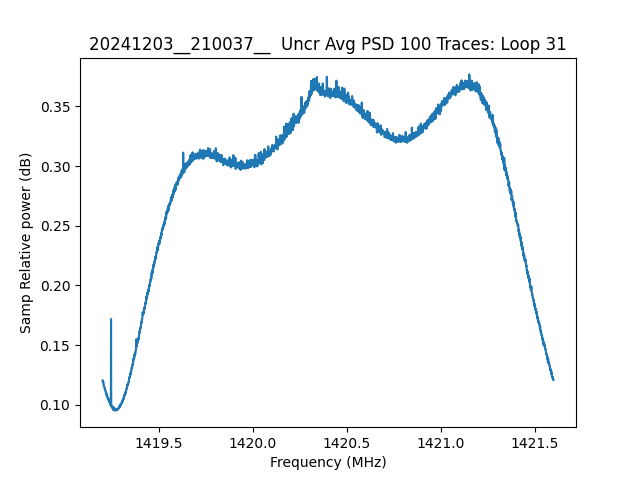 20241203__210037__  Uncr Avg PSD 100 Traces: Loop 31
Samp Relative power (dB)
0.35
0.30
0.25
0.20
0.15
0.10
1419.5 1420.0 1420.5 1421.0 1421.5
Frequency (MHz)